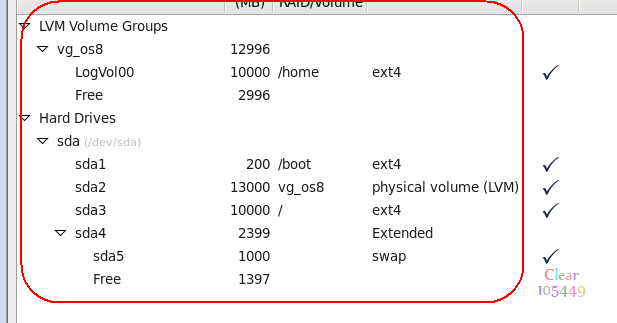 (MB) RAID/Volume
LVM Volume Groups
vg_os8 12996
LogVol00 10000 /home ext4
Free 2996
Hard Drives
sda (/dev/sda)
sda1 200 /boot ext4
sda2 13000 vg_os8 physical volume (LVM)
sda3 10000 / ext4
sda4 2399 Extended
sda5 1000 swap
Free 1397
Clear
105449